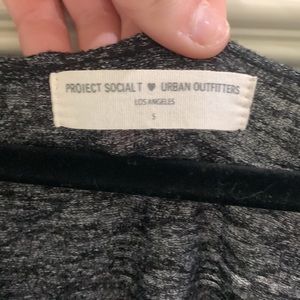 PROJECT SOCIAL T ♥ URBAN OUTFITTERS
LOS ANGELES
S